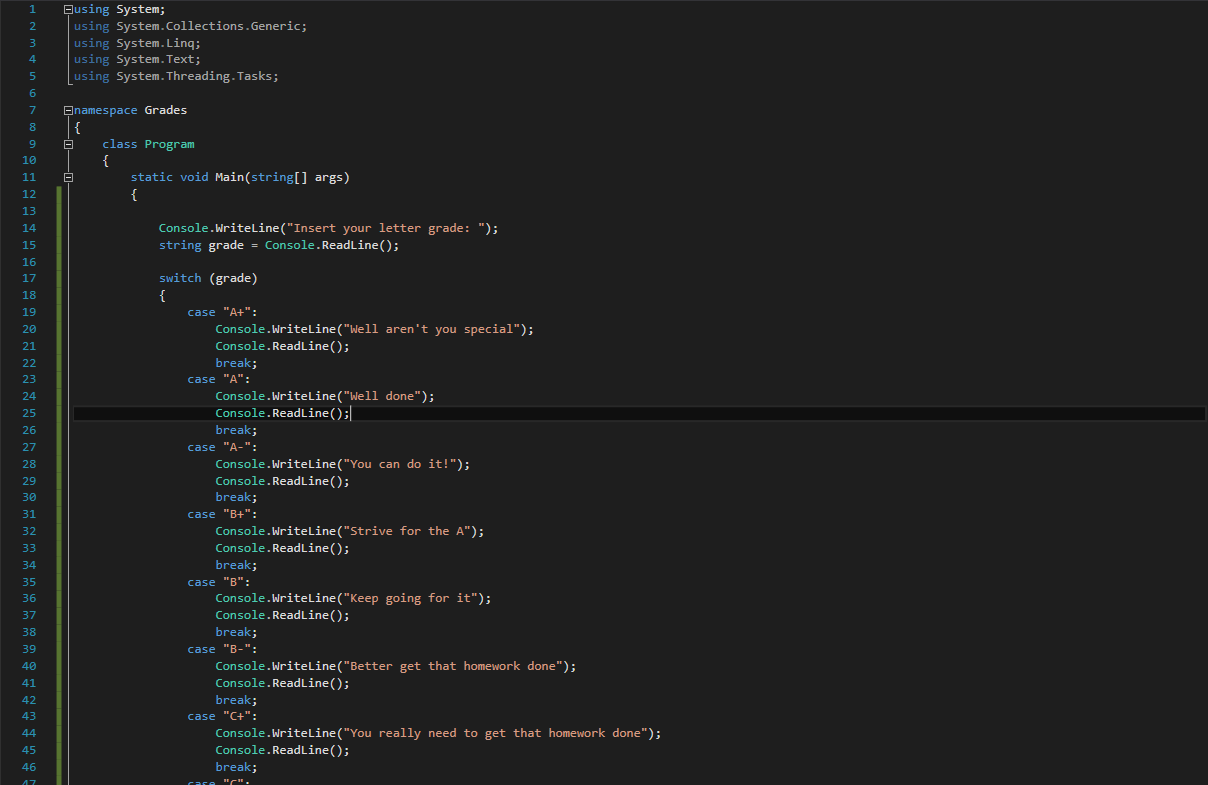 1 using System;
2 using System.Collections.Generic;
3 using System.Linq;
4 using System.Text;
5 using System.Threading.Tasks;
6
7 namespace Grades
8 {
9 class Program
10 {
11 static void Main(string[] args)
12 {
13
14 Console.WriteLine("Insert your letter grade: ");
15 string grade = Console.ReadLine();
16
17 switch (grade)
18 {
19 case "A+":
20 Console.WriteLine("Well aren't you special");
21 Console.ReadLine();
22 break;
23 case "A":
24 Console.WriteLine("Well done");
25 Console.ReadLine();
26 break;
27 case "A-":
28 Console.WriteLine("You can do it!");
29 Console.ReadLine();
30 break;
31 case "B+":
32 Console.WriteLine("Strive for the A");
33 Console.ReadLine();
34 break;
35 case "B":
36 Console.WriteLine("Keep going for it");
37 Console.ReadLine();
38 break;
39 case "B-":
40 Console.WriteLine("Better get that homework done");
41 Console.ReadLine();
42 break;
43 case "C+":
44 Console.WriteLine("You really need to get that homework done");
45 Console.ReadLine();
46 break;
47 case "C":